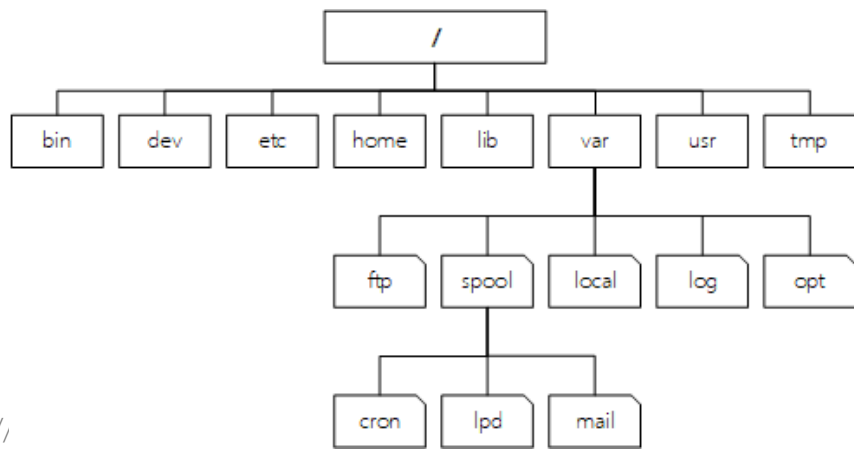 /
bin dev etc home lib var usr tmp
ftp spool local log opt
cron lpd mail
//